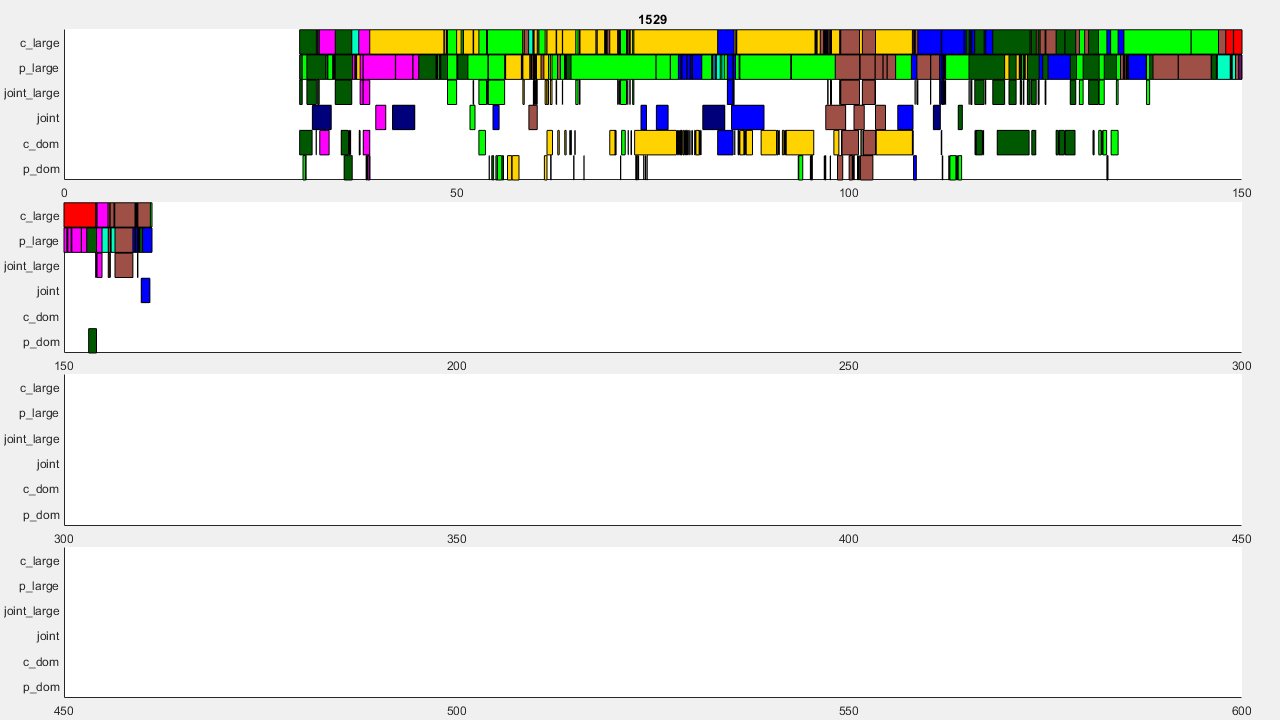 1529
c_large
p_large
joint_large
joint
c_dom
p_dom
0 50 100 150
c_large
p_large
joint_large
joint
c_dom
p_dom
150 200 250 300
c_large
p_large
joint_large
joint
c_dom
p_dom
300 350 400 450
c_large
p_large
joint_large
joint
c_dom
p_dom
450 500 550 600